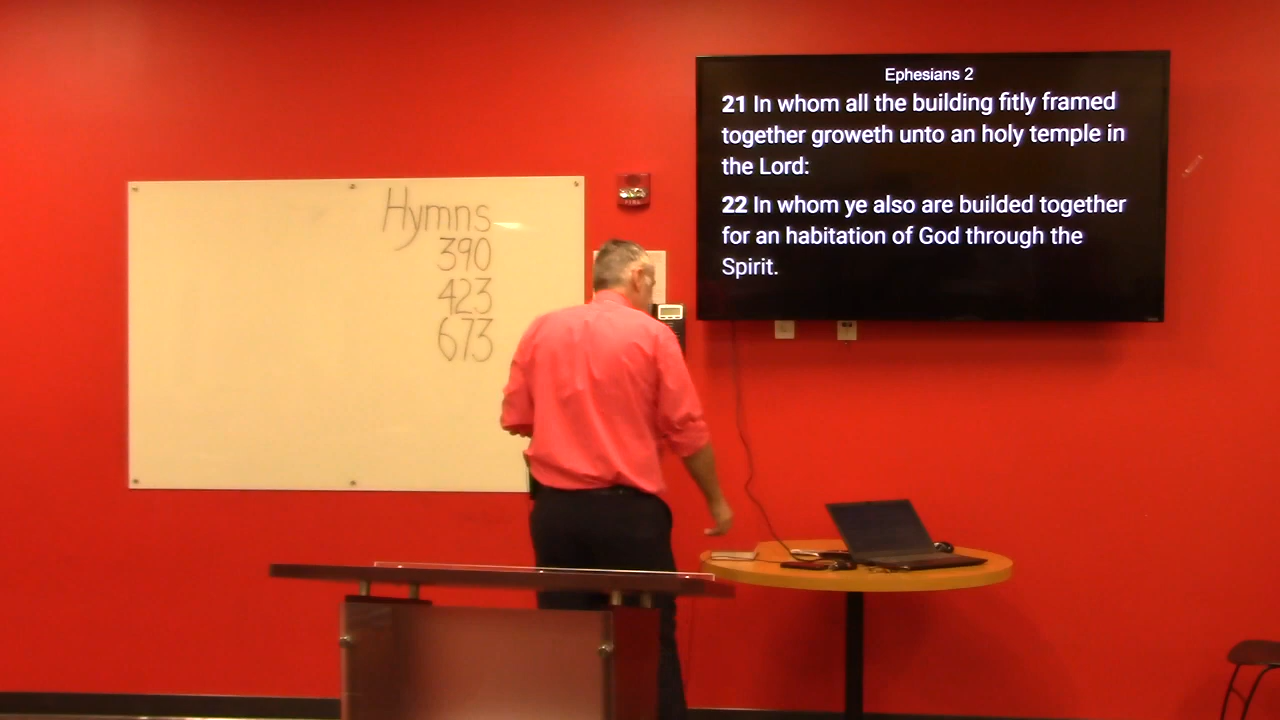 Hymns
390
423
673
Ephesians 2
21 In whom all the building fitly framed
together groweth unto an holy temple in
the Lord:
22 In whom ye also are builded together
for an habitation of God through the
Spirit.
FIRE